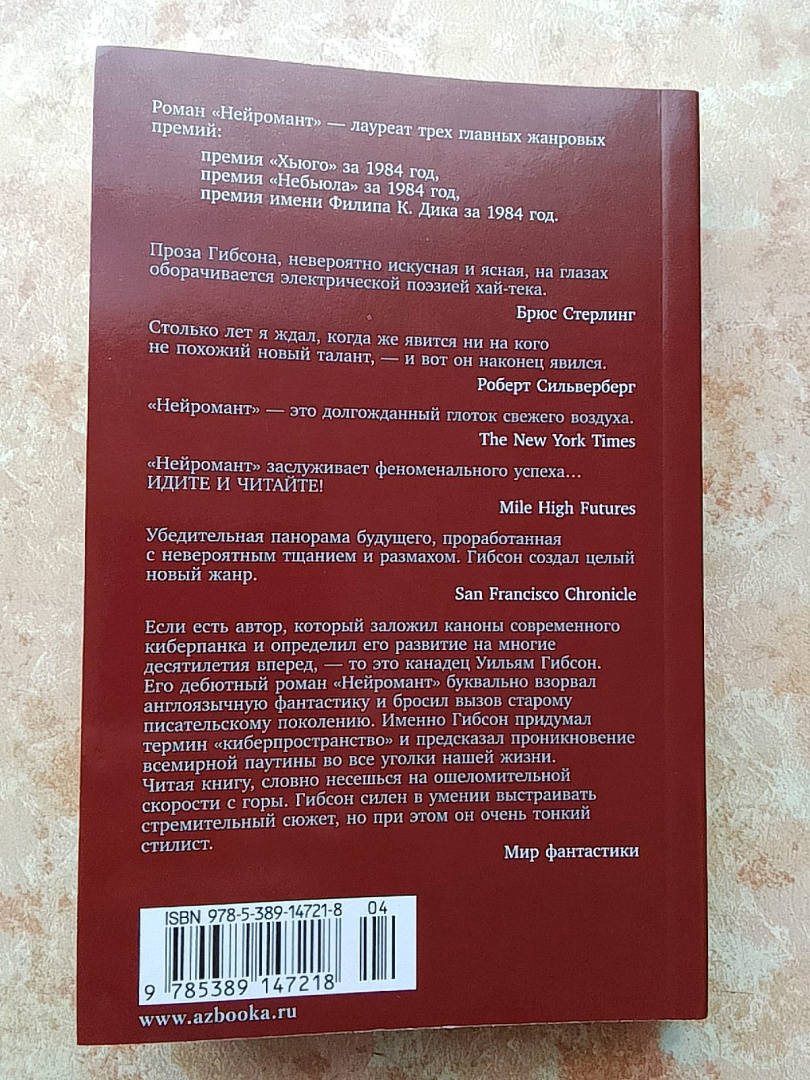 Роман «Нейромант» — лауреат трех главных жанровых
премий:
премия «Хьюго» за 1984 год,
премия «Небьюла» за 1984 год,
премия имени Филипа К. Дика за 1984 год.
Проза Гибсона, невероятно искусная и ясная, на глазах
оборачивается электрической поэзией хай-тека.
Брюс Стерлинг
Столько лет я ждал, когда же явится ни на кого
не похожий новый талант, — и вот он наконец явился.
Роберт Сильверберг
«Нейромант» — это долгожданный глоток свежего воздуха.
The New York Times
«Нейромант» заслуживает феноменального успеха...
ИДИТЕ И ЧИТАЙТЕ!
Mile High Futures
Убедительная панорама будущего, проработанная
с невероятным тщанием и размахом. Гибсон создал целый
новый жанр.
San Francisco Chronicle
Если есть автор, который заложил каноны современного
киберпанка и определил его развитие на многие
десятилетия вперед, — то это канадец Уильям Гибсон.
Его дебютный роман «Нейромант» буквально взорвал
англоязычную фантастику и бросил вызов старому
писательскому поколению. Именно Гибсон придумал
термин «киберпространство» и предсказал проникновение
всемирной паутины во все уголки нашей жизни.
Читая книгу, словно несешься на ошеломительной
скорости с горы. Гибсон силен в умении выстраивать
стремительный сюжет, но при этом он очень тонкий
стилист.
Мир фантастики
ISBN 978-5-389-14721-8 04
9 785389 147218
www.azbooka.ru